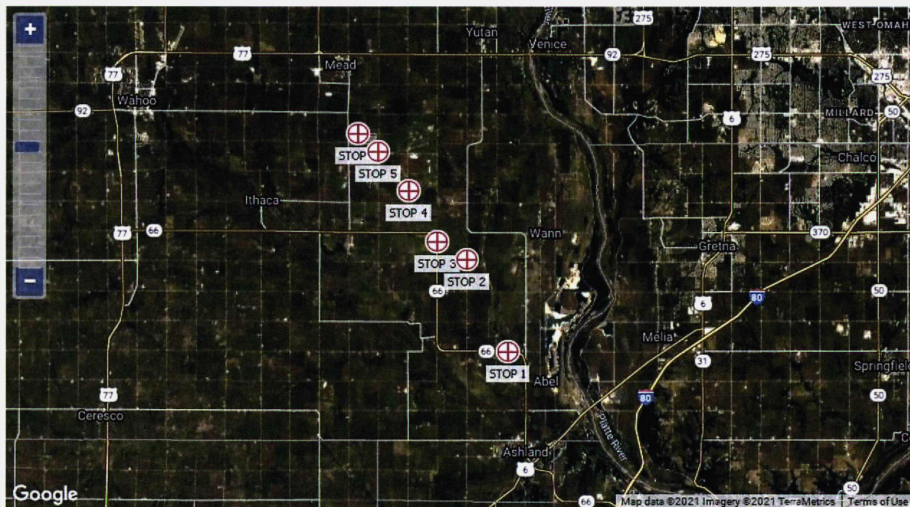 +
275
Yutan
Venice
WEST OMAH
77
77
92
275
Mead
275
Wahoo
92
50
6
MILLARD
STOP
STOP 5
Chalco
STOP 4
Ithaca
77
66
Wann
370
Gretna
STOP 3
STOP 2
66
80
6
50
Melia
66
STOP 1
31
Springfield
Abel
77
80
50
Ceresco
Platte River
Ashland
6
−
Google
66
50
Map data ©2021 Imagery ©2021 TerraMetrics
Terms of Use